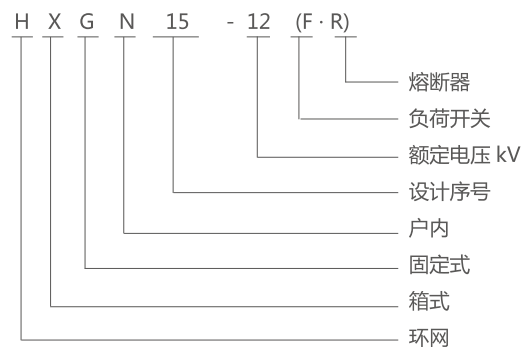 H X G N 15 - 12 (F · R)
熔断器
负荷开关
额定电压 kV
设计序号
户内
固定式
箱式
环网